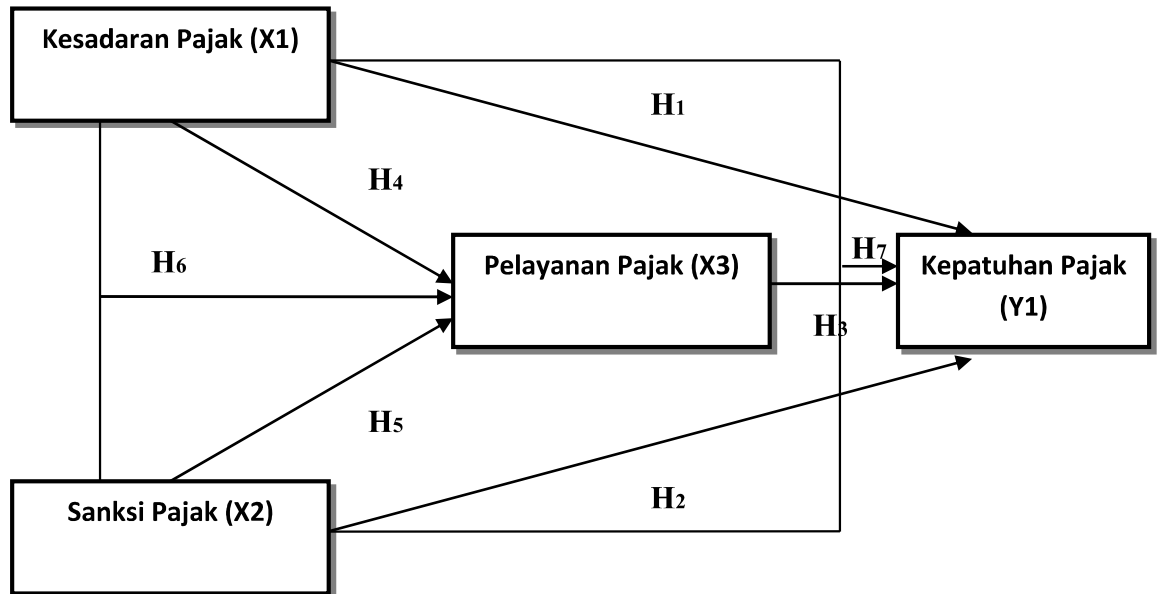 Kesadaran Pajak (X1)
H1
H4
H6
H7
Pelayanan Pajak (X3)
Kepatuhan Pajak
(Y1)
H3
H5
H2
Sanksi Pajak (X2)